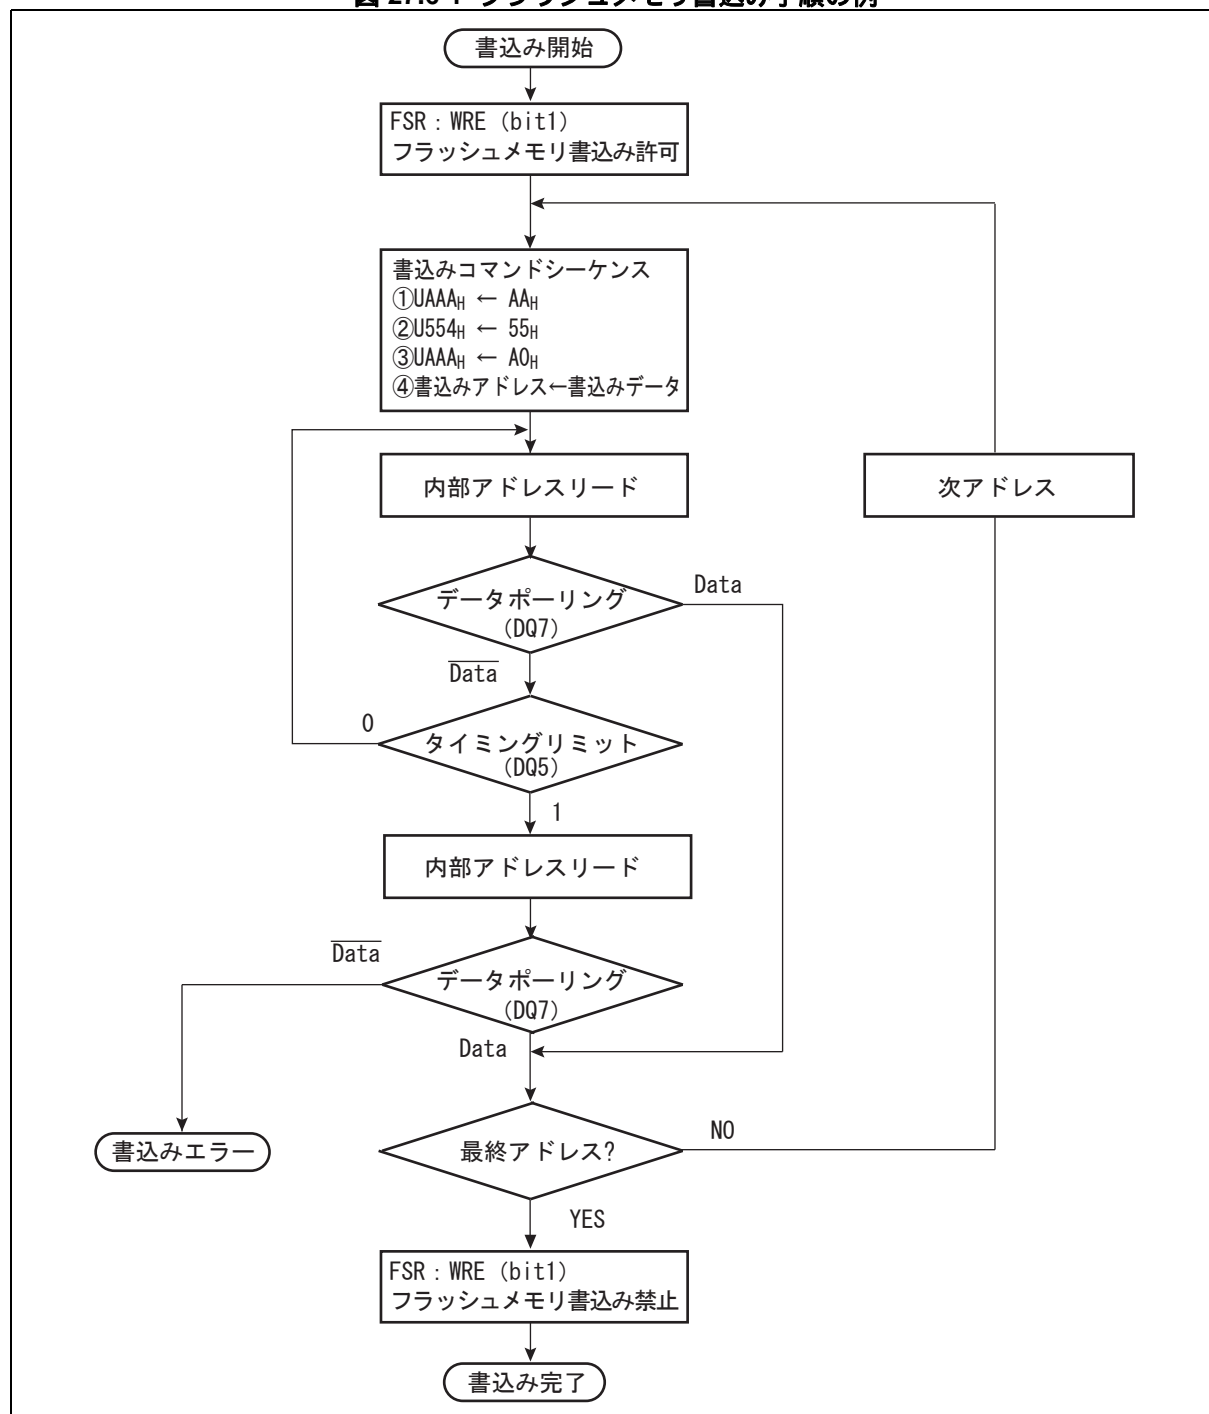 書込み開始
FSR：WRE (bit1)
フラッシュメモリ書込み許可
書込みコマンドシーケンス
①UAAAH ← AAH
②U554H ← 55H
③UAAAH ← A0H
④書込みアドレス←書込みデータ
内部アドレスリード
次アドレス
データポーリング
(DQ7)
Data
Data
0
タイミングリミット
(DQ5)
1
内部アドレスリード
Data
データポーリング
(DQ7)
Data
書込みエラー
最終アドレス?
NO
YES
FSR：WRE (bit1)
フラッシュメモリ書込み禁止
書込み完了